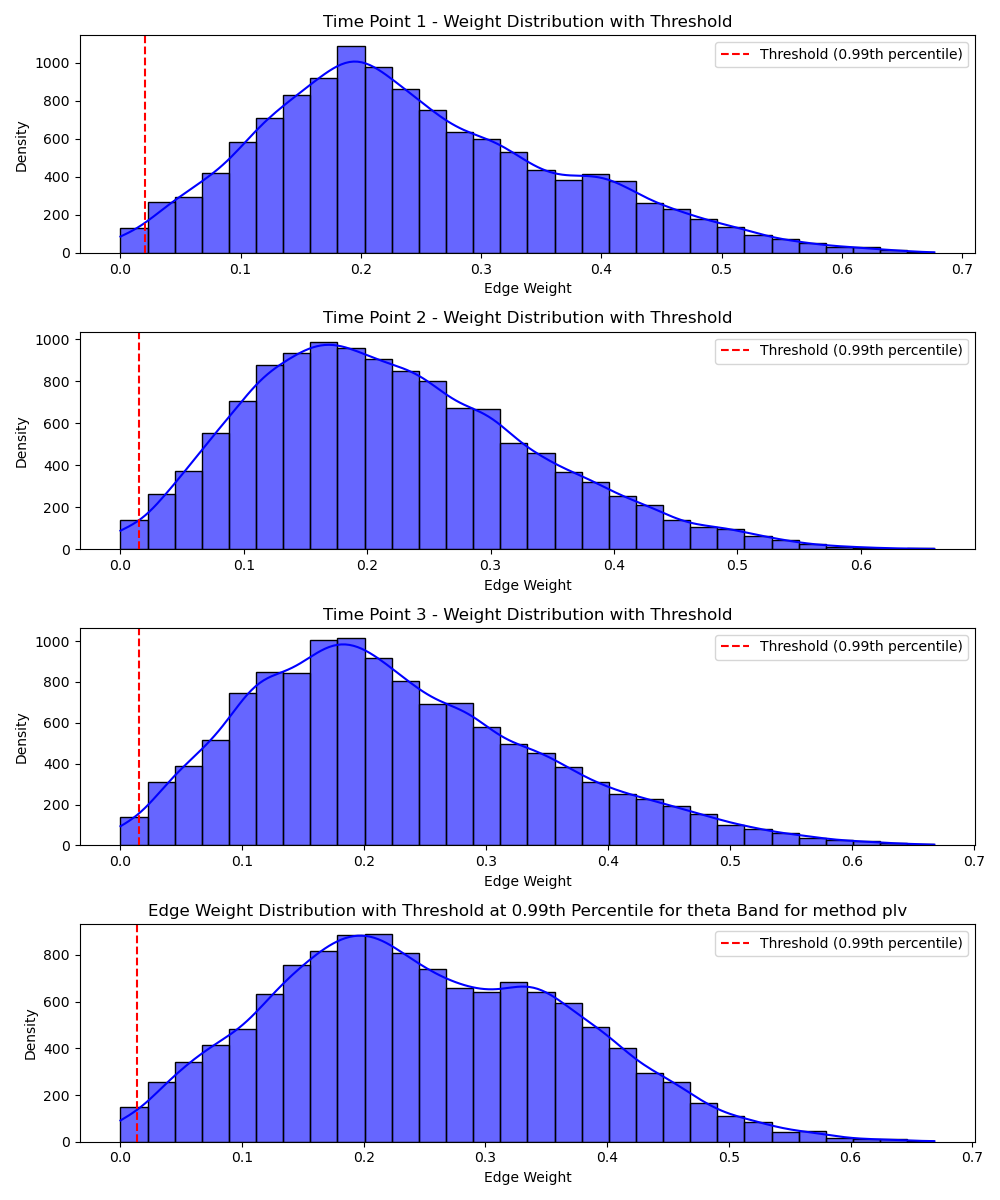 Time Point 1 - Weight Distribution with Threshold
Threshold (0.99th percentile)
Density
1000
800
600
400
200
0
0.0 0.1 0.2 0.3 0.4 0.5 0.6 0.7
Edge Weight
Time Point 2 - Weight Distribution with Threshold
Threshold (0.99th percentile)
Density
1000
800
600
400
200
0
0.0 0.1 0.2 0.3 0.4 0.5 0.6
Edge Weight
Time Point 3 - Weight Distribution with Threshold
Threshold (0.99th percentile)
Density
1000
800
600
400
200
0
0.0 0.1 0.2 0.3 0.4 0.5 0.6 0.7
Edge Weight
Edge Weight Distribution with Threshold at 0.99th Percentile for theta Band for method plv
Threshold (0.99th percentile)
Density
800
600
400
200
0
0.0 0.1 0.2 0.3 0.4 0.5 0.6 0.7
Edge Weight